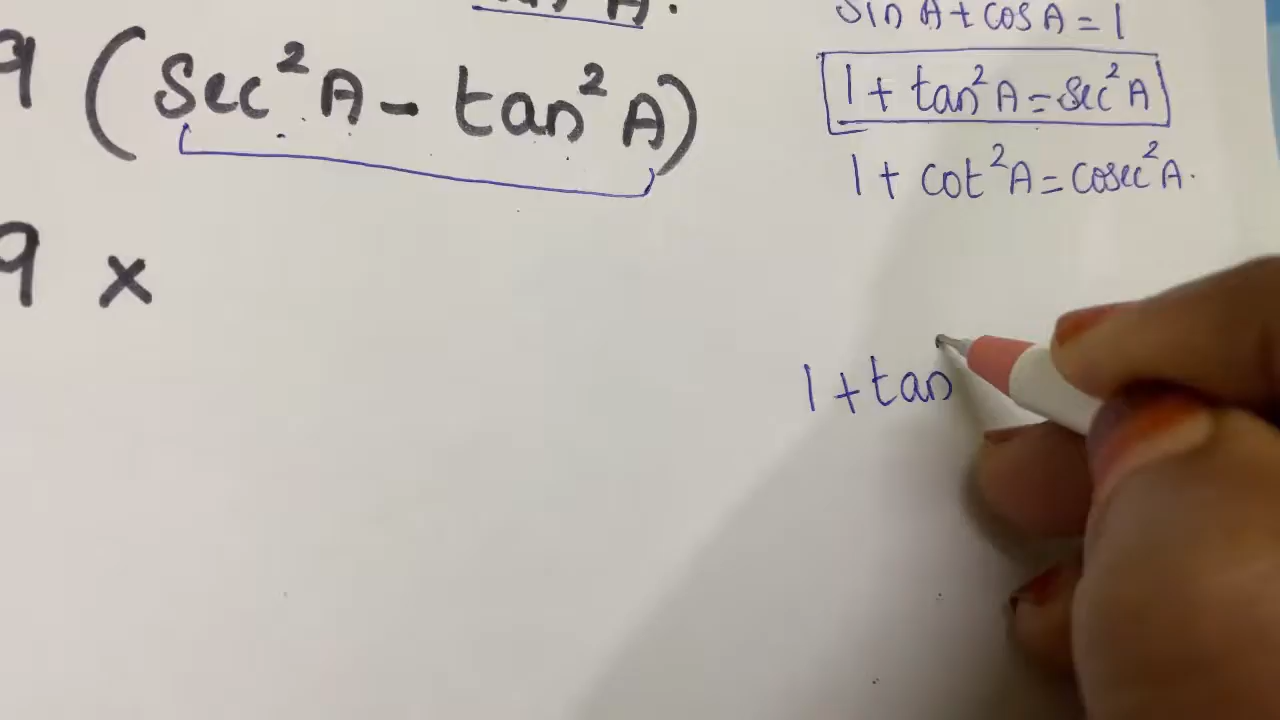 A.
sin A + cos A = 1
9 (sec²A - tan²A)
1 + tan²A = sec²A
1 + cot²A = cosec²A.
9 ×
1 + tan